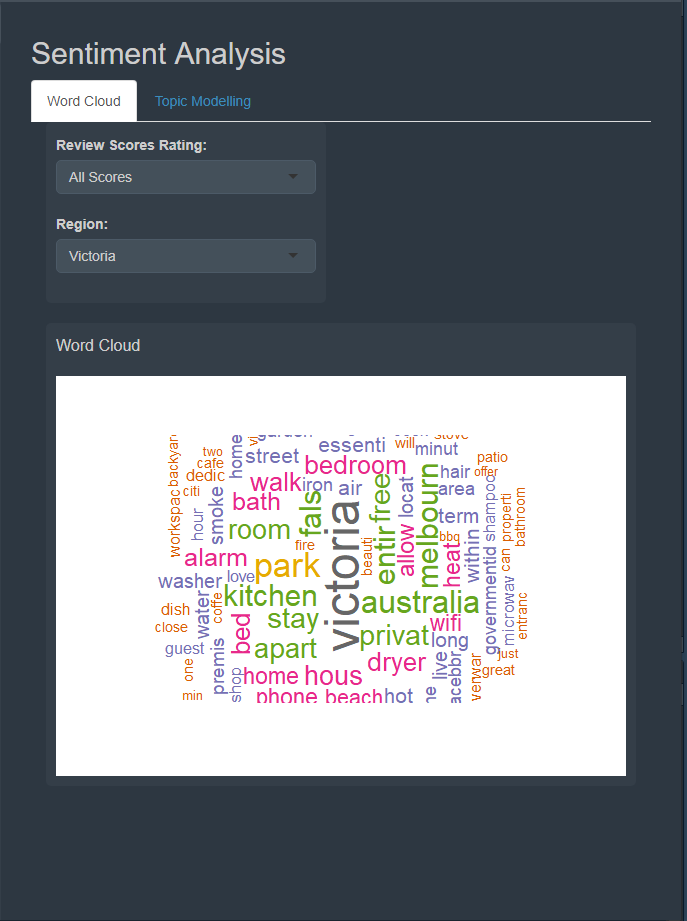 Sentiment Analysis
Word Cloud
Topic Modelling
Review Scores Rating:
All Scores
Region:
Victoria
Word Cloud
essenti
will
minut
two
street
home
backyar
cafe
bedroom
patio
dedic
walk
iron
air
hair
offer
citi
bath
falls
free
locat
area
smoke
workspac
hour
room
victoria
melbourn
term
shampoo
properti
bathroom
fire
entir
allow
bbq
alarm
park
beauti
heat
within
can
washer
love
kitchen
australia
governmentid
microwav
dish
coffe
water
stay
wifi
entranc
close
bed
privat
long
guest
premis
apart
just
one
home
hous
dryer
live
great
min
shop
phone
beach
hot